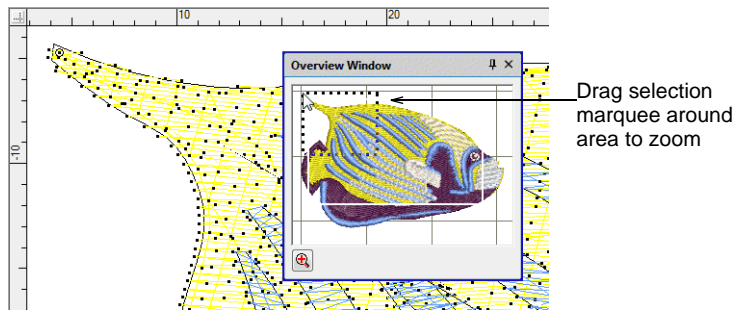 10
20
Overview Window
Drag selection
marquee around
area to zoom
-10